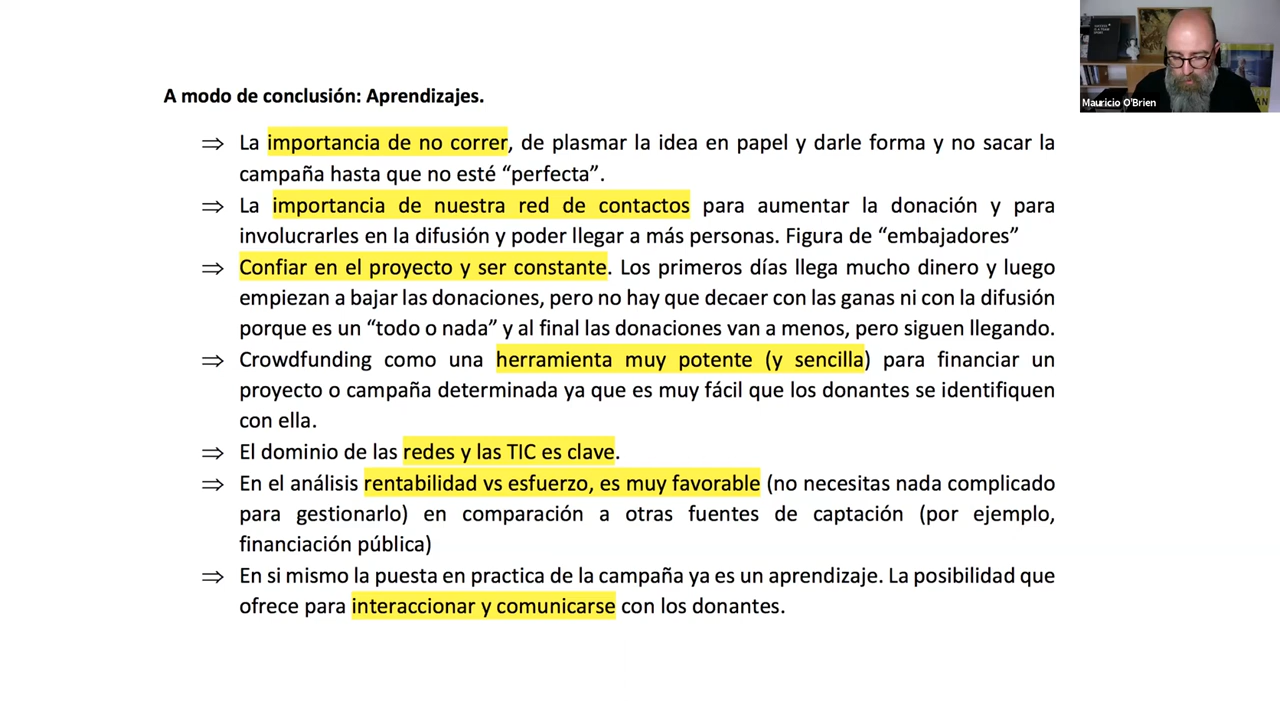 A modo de conclusión: Aprendizajes.
⇒ La importancia de no correr, de plasmar la idea en papel y darle forma y no sacar la
campaña hasta que no esté “perfecta”.
⇒ La importancia de nuestra red de contactos para aumentar la donación y para
involucrarles en la difusión y poder llegar a más personas. Figura de “embajadores”
⇒ Confiar en el proyecto y ser constante. Los primeros días llega mucho dinero y luego
empiezan a bajar las donaciones, pero no hay que decaer con las ganas ni con la difusión
porque es un “todo o nada” y al final las donaciones van a menos, pero siguen llegando.
⇒ Crowdfunding como una herramienta muy potente (y sencilla) para financiar un
proyecto o campaña determinada ya que es muy fácil que los donantes se identifiquen
con ella.
⇒ El dominio de las redes y las TIC es clave.
⇒ En el análisis rentabilidad vs esfuerzo, es muy favorable (no necesitas nada complicado
para gestionarlo) en comparación a otras fuentes de captación (por ejemplo,
financiación pública)
⇒ En si mismo la puesta en practica de la campaña ya es un aprendizaje. La posibilidad que
ofrece para interaccionar y comunicarse con los donantes.
Mauricio O'Brien